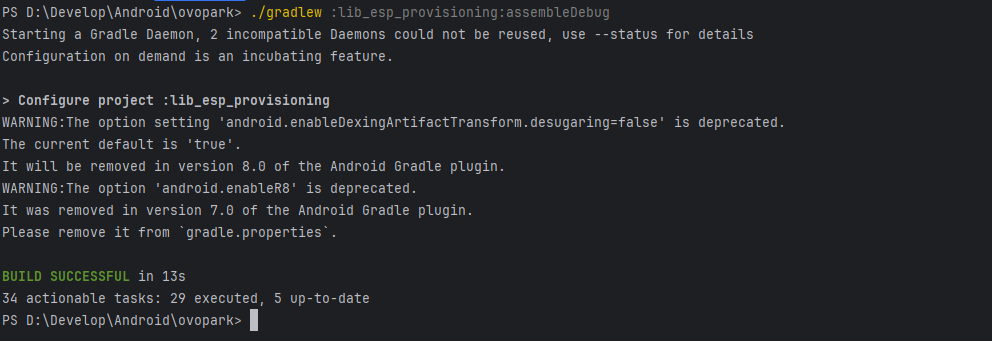 PS D:\Develop\Android\ovopark> ./gradlew :lib_esp_provisioning:assembleDebug
Starting a Gradle Daemon, 2 incompatible Daemons could not be reused, use --status for details
Configuration on demand is an incubating feature.
> Configure project :lib_esp_provisioning
WARNING:The option setting 'android.enableDexingArtifactTransform.desugaring=false' is deprecated.
The current default is 'true'.
It will be removed in version 8.0 of the Android Gradle plugin.
WARNING:The option 'android.enableR8' is deprecated.
It was removed in version 7.0 of the Android Gradle plugin.
Please remove it from `gradle.properties`.
BUILD SUCCESSFUL in 13s
34 actionable tasks: 29 executed, 5 up-to-date
PS D:\Develop\Android\ovopark>